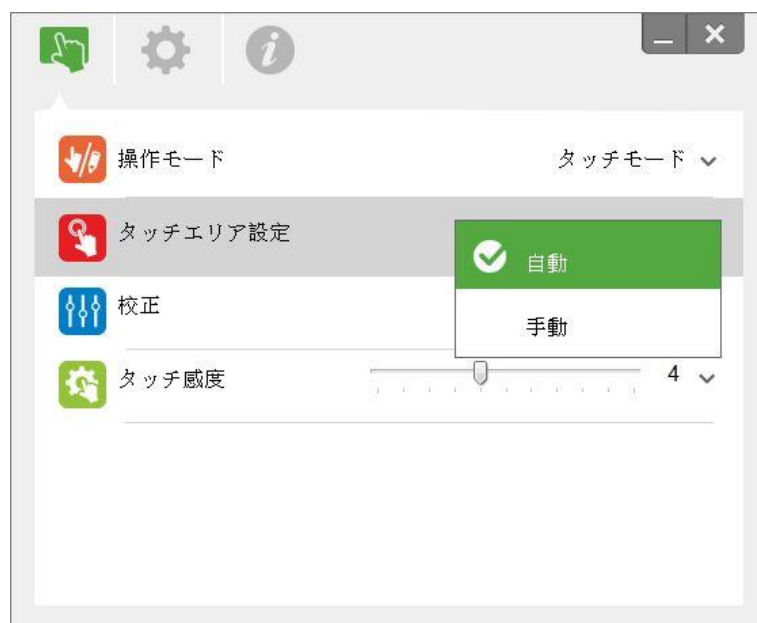 操作モード タッチモード
タッチエリア設定
自動
校正
手動
タッチ感度 4